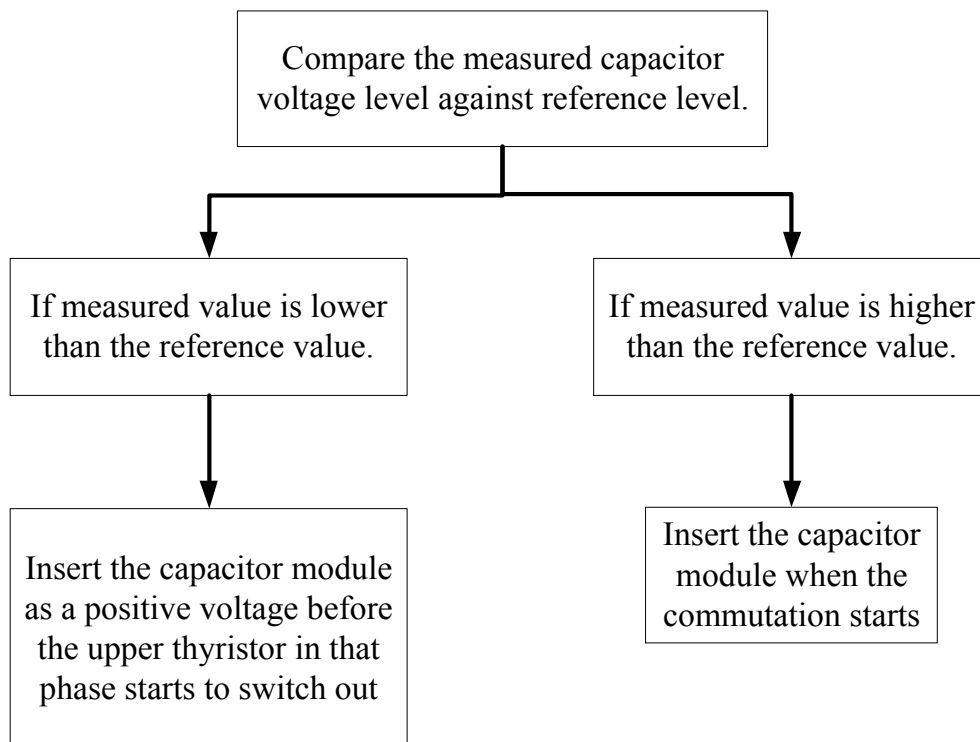 Compare the measured capacitor
voltage level against reference level.
If measured value is lower
than the reference value.
If measured value is higher
than the reference value.
Insert the capacitor module
as a positive voltage before
the upper thyristor in that
phase starts to switch out
Insert the capacitor
module when the
commutation starts